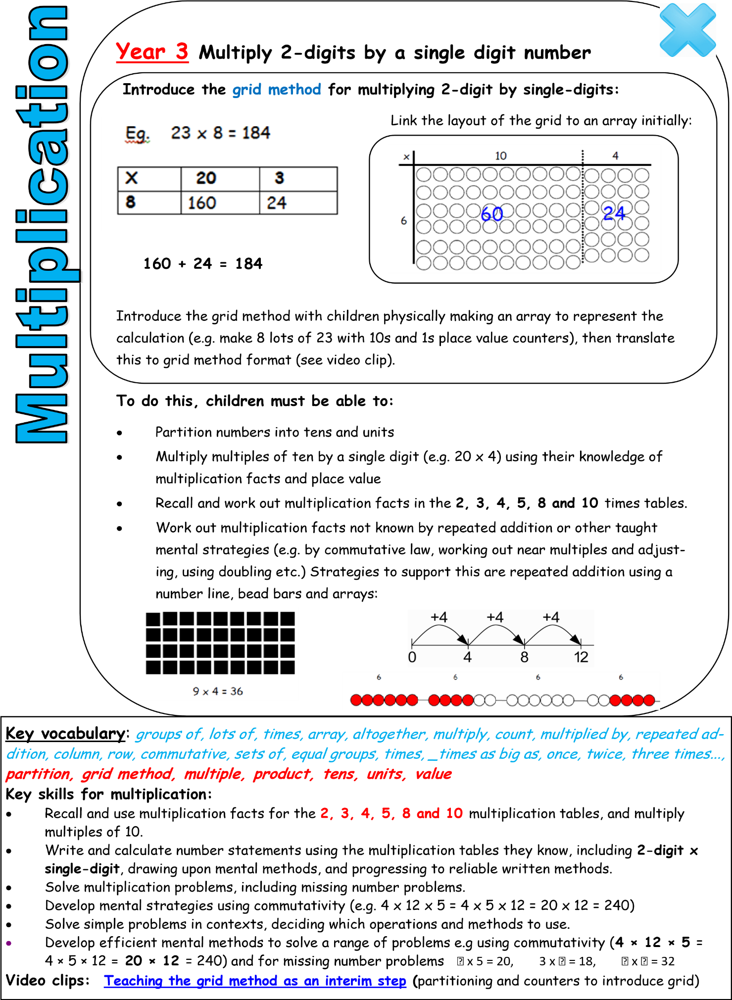 Multiplication
Year 3 Multiply 2-digits by a single digit number
Introduce the grid method for multiplying 2-digit by single-digits:
Eg. 23 x 8 = 184
X 20 3
8 160 24
160 + 24 = 184
Link the layout of the grid to an array initially:
x 10 4
6 60 24
Introduce the grid method with children physically making an array to represent the
calculation (e.g. make 8 lots of 23 with 10s and 1s place value counters), then translate
this to grid method format (see video clip).
To do this, children must be able to:
• Partition numbers into tens and units
• Multiply multiples of ten by a single digit (e.g. 20 x 4) using their knowledge of
multiplication facts and place value
• Recall and work out multiplication facts in the 2, 3, 4, 5, 8 and 10 times tables.
• Work out multiplication facts not known by repeated addition or other taught
mental strategies (e.g. by commutative law, working out near multiples and adjust-
ing, using doubling etc.) Strategies to support this are repeated addition using a
number line, bead bars and arrays:
9 x 4 = 36
+4 +4 +4
0 4 8 12
6 6 6 6
Key vocabulary: groups of, lots of, times, array, altogether, multiply, count, multiplied by, repeated ad-
dition, column, row, commutative, sets of, equal groups, times, _times as big as, once, twice, three times...,
partition, grid method, multiple, product, tens, units, value
Key skills for multiplication:
• Recall and use multiplication facts for the 2, 3, 4, 5, 8 and 10 multiplication tables, and multiply
multiples of 10.
• Write and calculate number statements using the multiplication tables they know, including 2-digit x
single-digit, drawing upon mental methods, and progressing to reliable written methods.
• Solve multiplication problems, including missing number problems.
• Develop mental strategies using commutativity (e.g. 4 x 12 x 5 = 4 x 5 x 12 = 20 x 12 = 240)
• Solve simple problems in contexts, deciding which operations and methods to use.
• Develop efficient mental methods to solve a range of problems e.g using commutativity (4 × 12 × 5 =
4 × 5 × 12 = 20 × 12 = 240) and for missing number problems ⍰ x 5 = 20, 3 x ⍰ = 18, ⍰ x ⍰ = 32
Video clips: Teaching the grid method as an interim step (partitioning and counters to introduce grid)